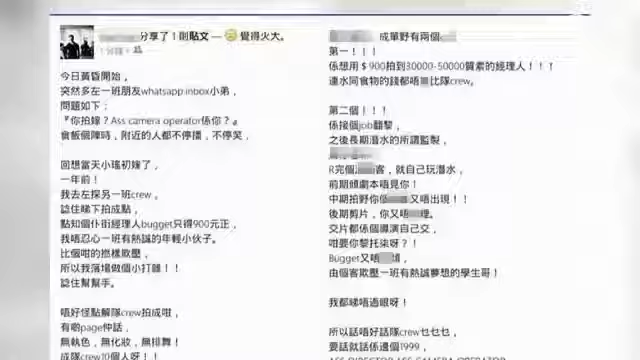 分享了1則貼文 — 覺得火大。
今日黃昏開始，
突然多左一班朋友whatsapp inbox小弟，
問題如下：
『你拍嫁？Ass camera operator係你？』
食飯個陣時，附近的人都不停播，不停笑，
回想當天小瑤初嫁了，
一年前！
我去左探另一班crew，
諗住睇下拍成點，
點知個仆街經理人bugget只得900元正，
我唔忍心一班有熱誠的年輕小伙子。
比個咁的撚樣欺壓，
所以我落場做個小打雜！！
諗住幫幫手。
唔好怪點解隊crew拍成咁，
有啲page仲話，
無執色，無化妝，無排舞！
成隊crew10個人呀！！
成單野有兩個
第一！！！
係想用＄900拍到30000-50000質素的經理人！！！
連水同食物的錢都唔比隊crew。
第二個！！！
係接個job翻黎，
之後長期潛水的所謂監製，
R完個客，就自己玩潛水，
前期頭劇本唔見你！
中期拍野你個又唔出現！！
後期剪片，你又唔理。
交片都係個導演自己交，
咁要你黎托柒呀？！
Bugget又唔
由個客欺壓一班有熱誠夢想的學生哥！
我都睇唔過眼呀！
所以話唔好話隊crew乜乜乜，
要話就話係邊個1999，
ASS DIRECTOR ASS CAMERA OPERATOR